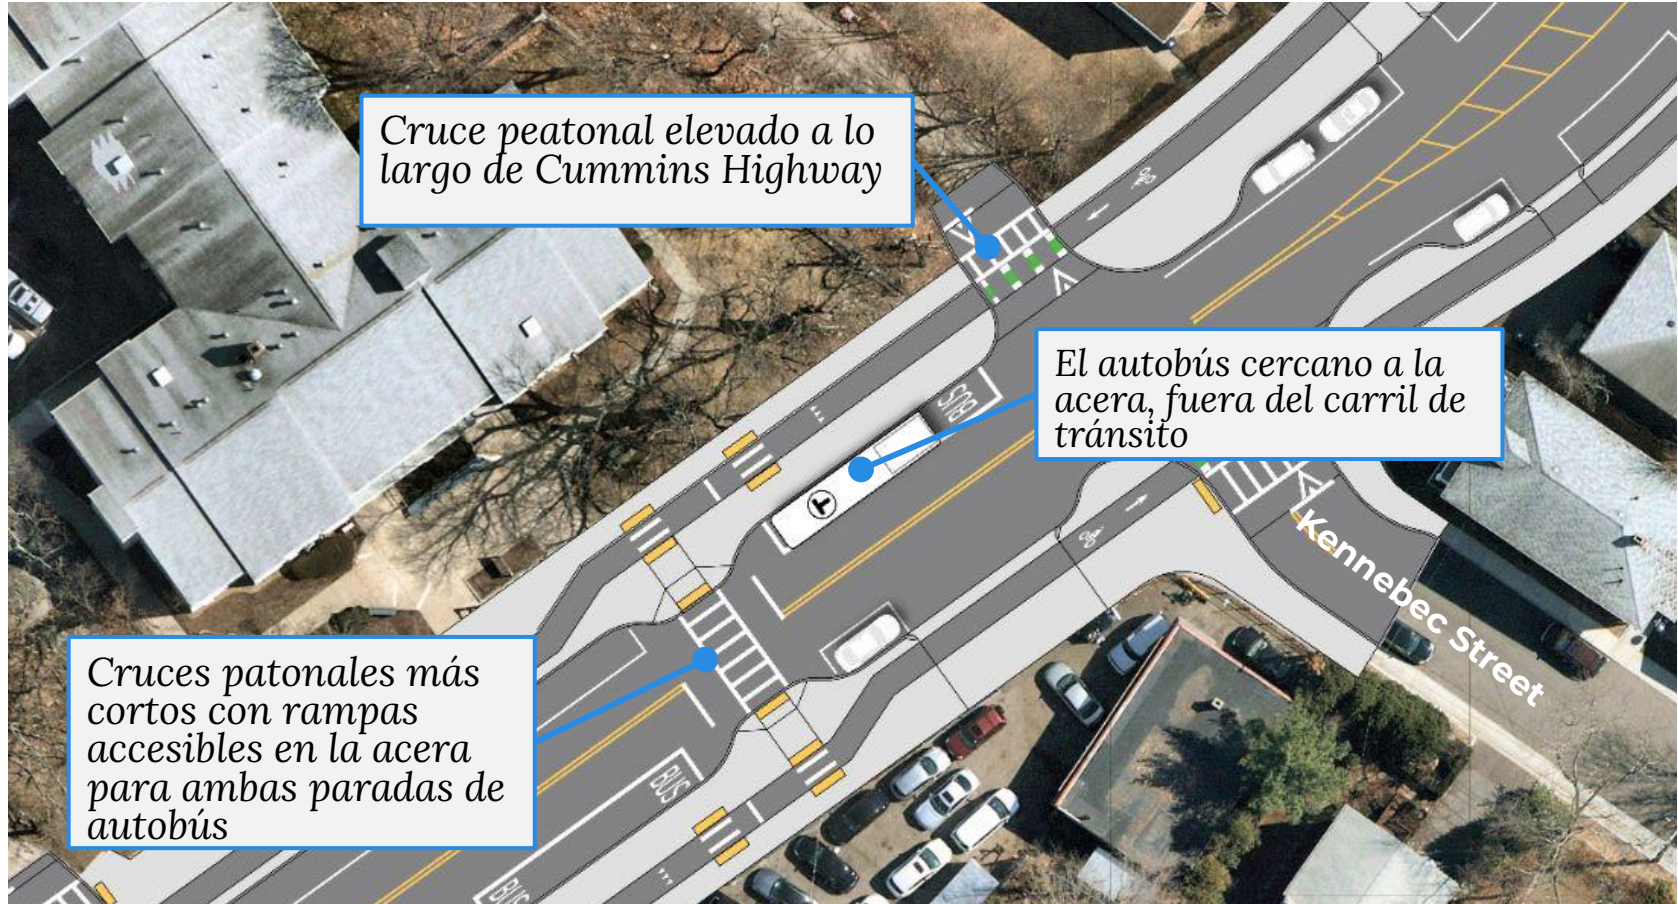 Cruce peatonal elevado a lo
largo de Cummins Highway
El autobús cercano a la
acera, fuera del carril de
tránsito
BUS
T
Kennebec Street
Cruces patonales más
cortos con rampas
accesibles en la acera
para ambas paradas de
autobús
BUS
BUS